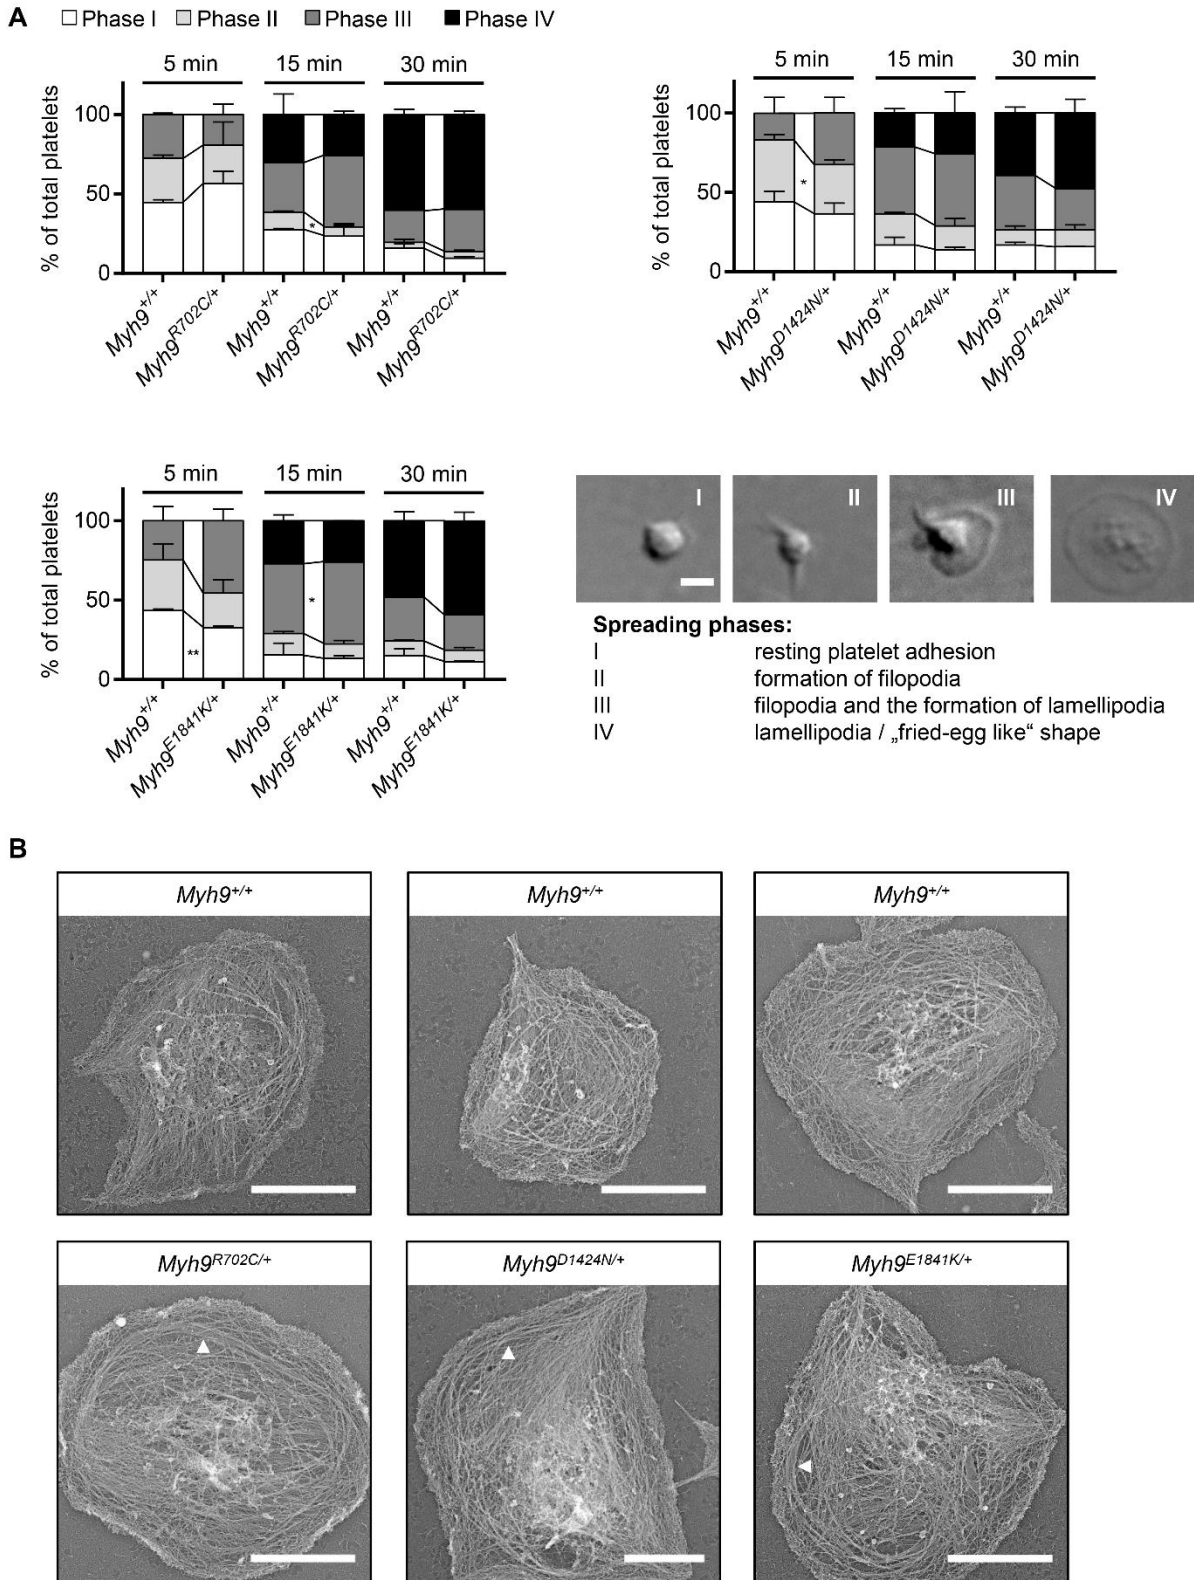 A
Phase I Phase II Phase III Phase IV
5 min 15 min 30 min
% of total platelets
100
50
0
*
Myh9+/+
Myh9R702C/+
Myh9+/+
Myh9R702C/+
Myh9+/+
Myh9R702C/+
5 min 15 min 30 min
% of total platelets
100
50
0
*
Myh9+/+
Myh9D1424N/+
Myh9+/+
Myh9D1424N/+
Myh9+/+
Myh9D1424N/+
5 min 15 min 30 min
% of total platelets
100
50
0
**
*
Myh9+/+
Myh9E1841K/+
Myh9+/+
Myh9E1841K/+
Myh9+/+
Myh9E1841K/+
I II III IV
Spreading phases:
I resting platelet adhesion
II formation of filopodia
III filopodia and the formation of lamellipodia
IV lamellipodia / „fried-egg like“ shape
B
Myh9+/+ Myh9+/+ Myh9+/+
Myh9R702C/+ Myh9D1424N/+ Myh9E1841K/+